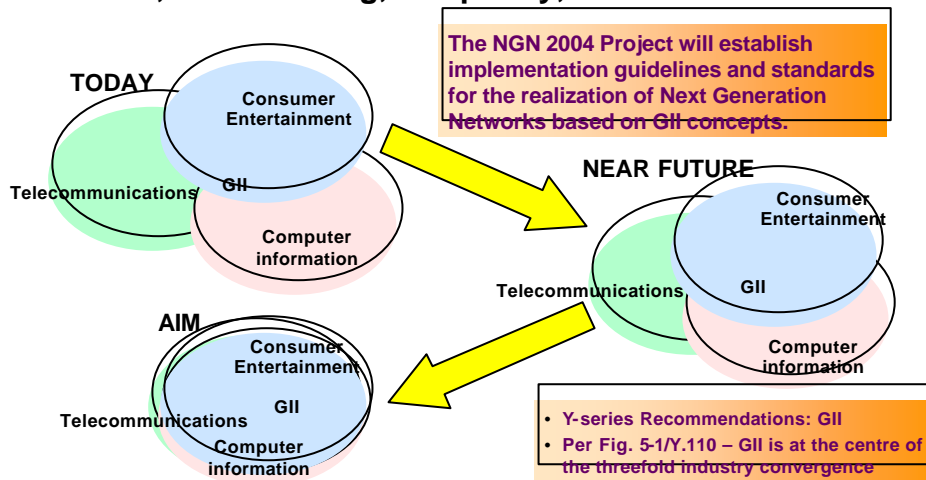 The NGN 2004 Project will establish
implementation guidelines and standards
for the realization of Next Generation
Networks based on GII concepts.
TODAY
Consumer
Entertainment
Telecommunications
GII
Computer
information
NEAR FUTURE
Consumer
Entertainment
Telecommunications
GII
Computer
information
AIM
Consumer
Entertainment
GII
Telecommunications
Computer
information
• Y-series Recommendations: GII
• Per Fig. 5-1/Y.110 – GII is at the centre of
the threefold industry convergence